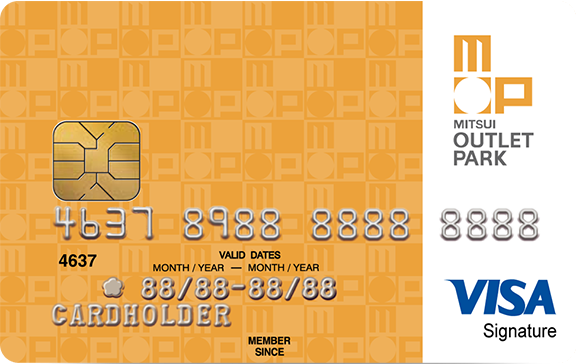 mOP
MITSUI
OUTLET
PARK
4637 8988 8888 8888
4637
VALID DATES
MONTH / YEAR — MONTH / YEAR
88/88-88/88
CARDHOLDER
VISA
Signature
MEMBER
SINCE